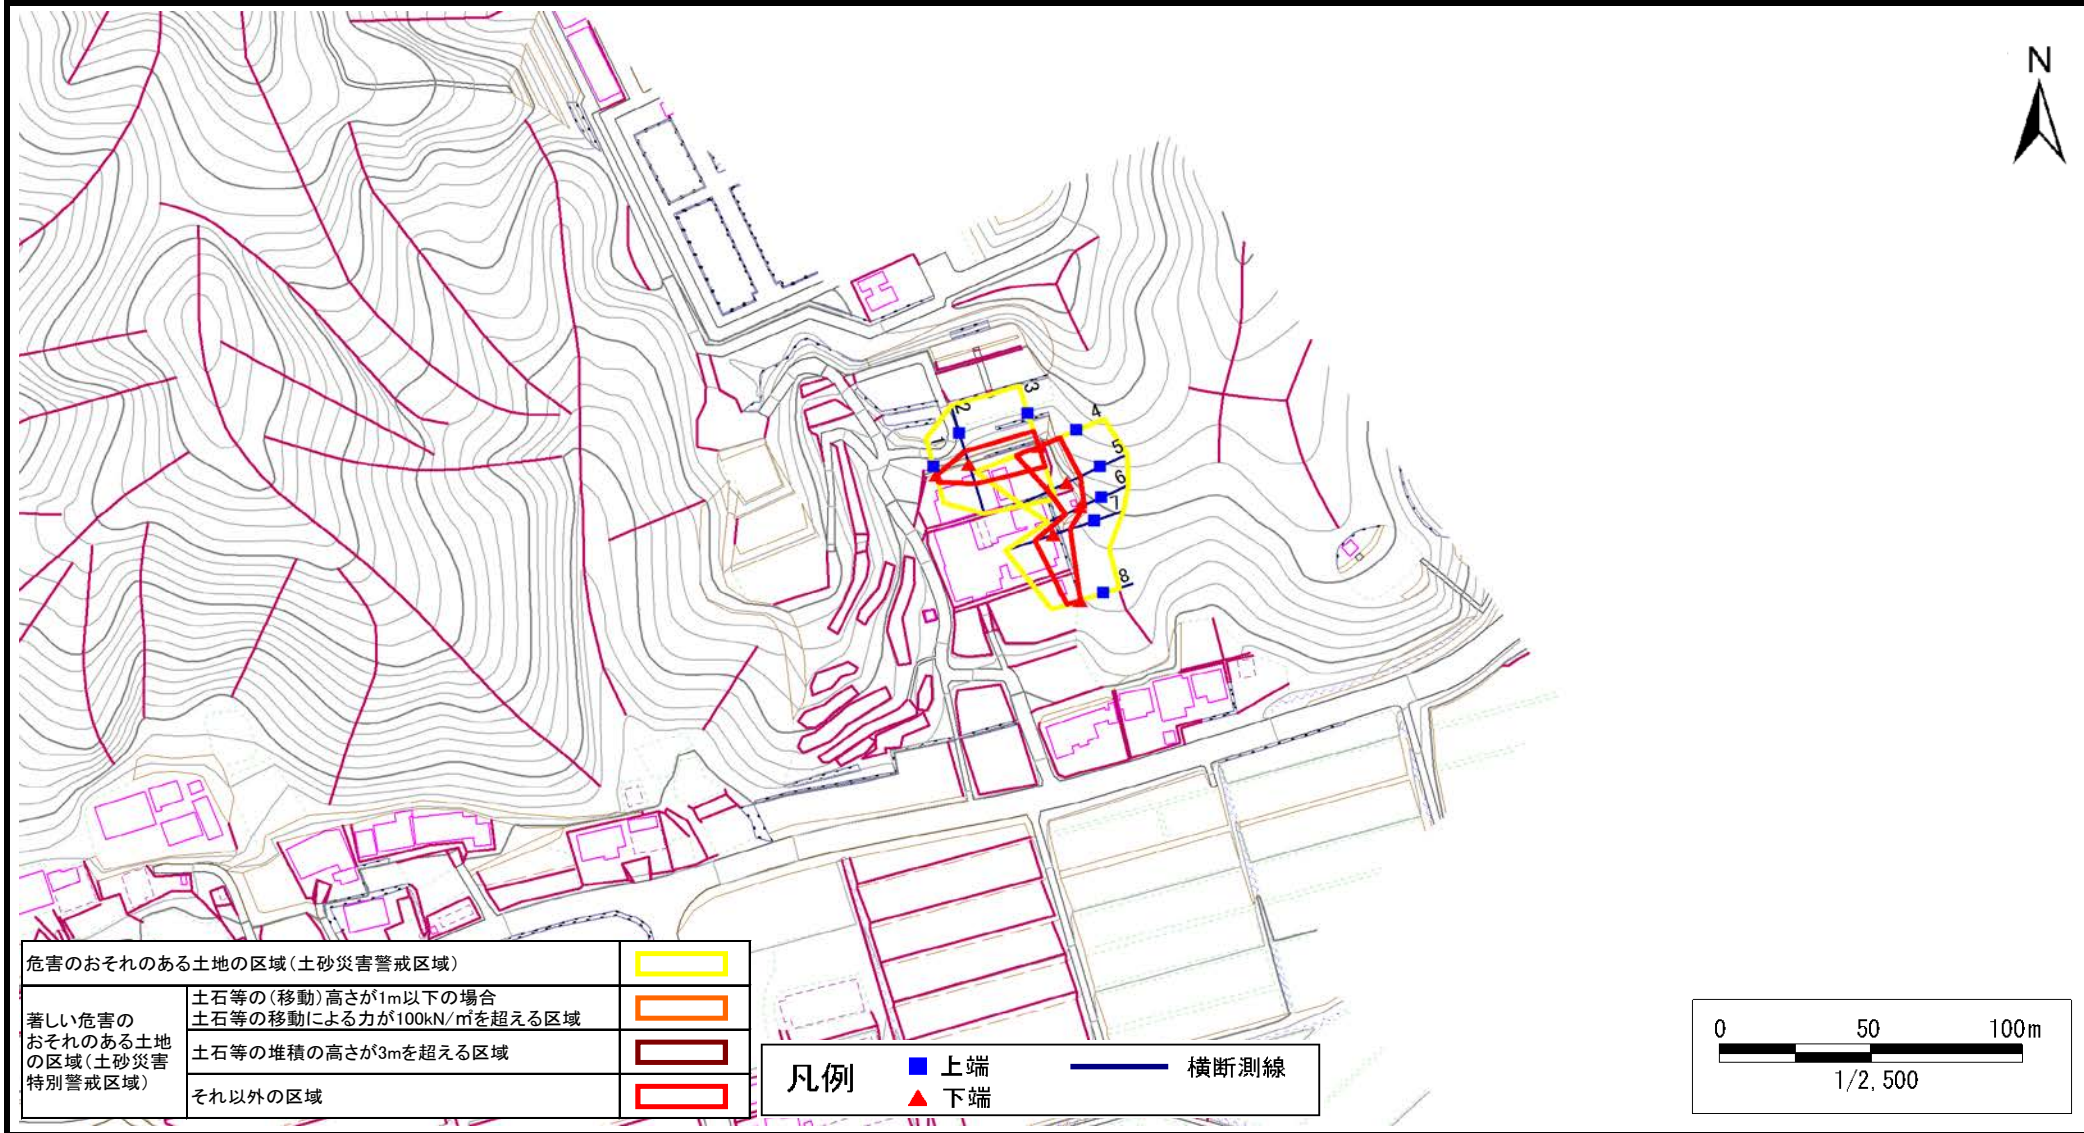 N
3
2
4
1
5
6
7
8
危害のおそれのある土地の区域(土砂災害警戒区域)
著しい危害の
おそれのある土地
の区域(土砂災害
特別警戒区域)
土石等の(移動)高さが1m以下の場合
土石等の移動による力が100kN/㎡を超える区域
土石等の堆積の高さが3mを超える区域
それ以外の区域
凡例
上端
下端
横断測線
0 50 100m
1/2,500